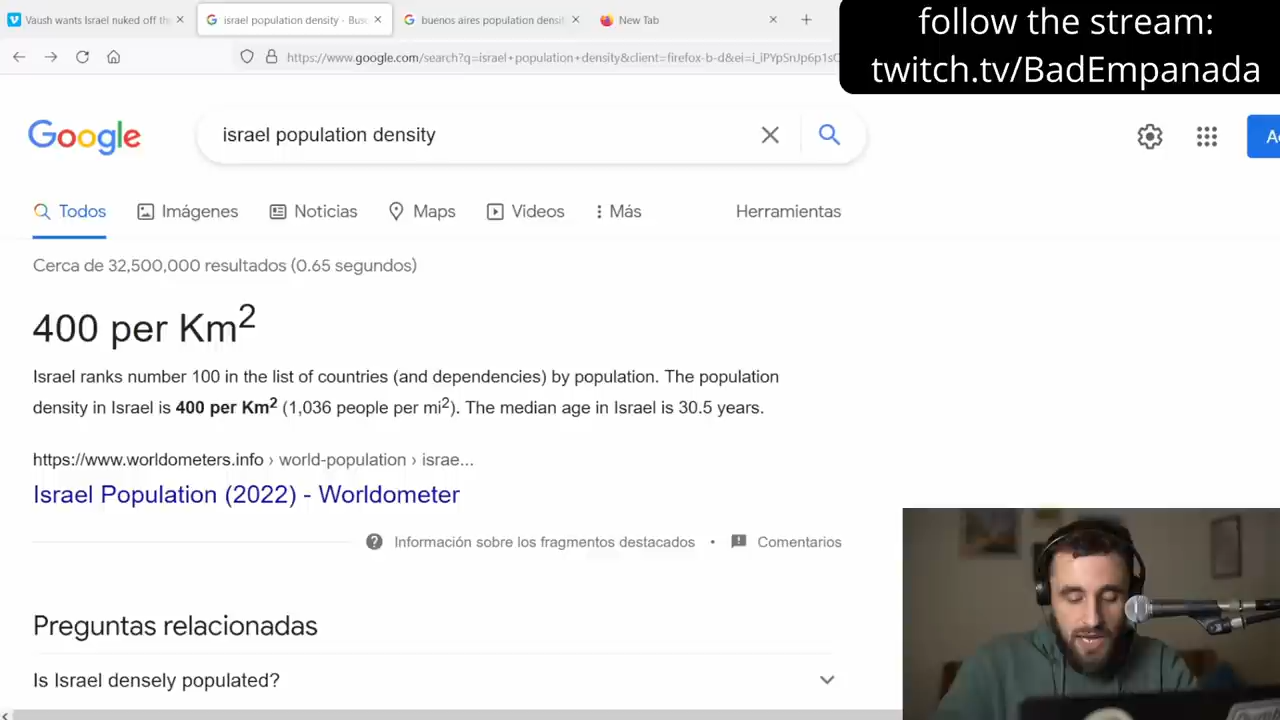 Vaush wants Israel nuked off the
israel population density - Bus
buenos aires population densi
New Tab
follow the stream:
twitch.tv/BadEmpanada
https://www.google.com/search?q=israel+population+density&client=firefox-b-d&ei=i_iPYpSnJp6p1sQ
Google
israel population density
Todos
Imágenes
Noticias
Maps
Videos
Más
Herramientas
Cerca de 32,500,000 resultados (0.65 segundos)
400 per Km2
Israel ranks number 100 in the list of countries (and dependencies) by population. The population
density in Israel is 400 per Km2 (1,036 people per mi2). The median age in Israel is 30.5 years.
https://www.worldometers.info › world-population › israe...
Israel Population (2022) - Worldometer
Información sobre los fragmentos destacados
•
Comentarios
Preguntas relacionadas
Is Israel densely populated?